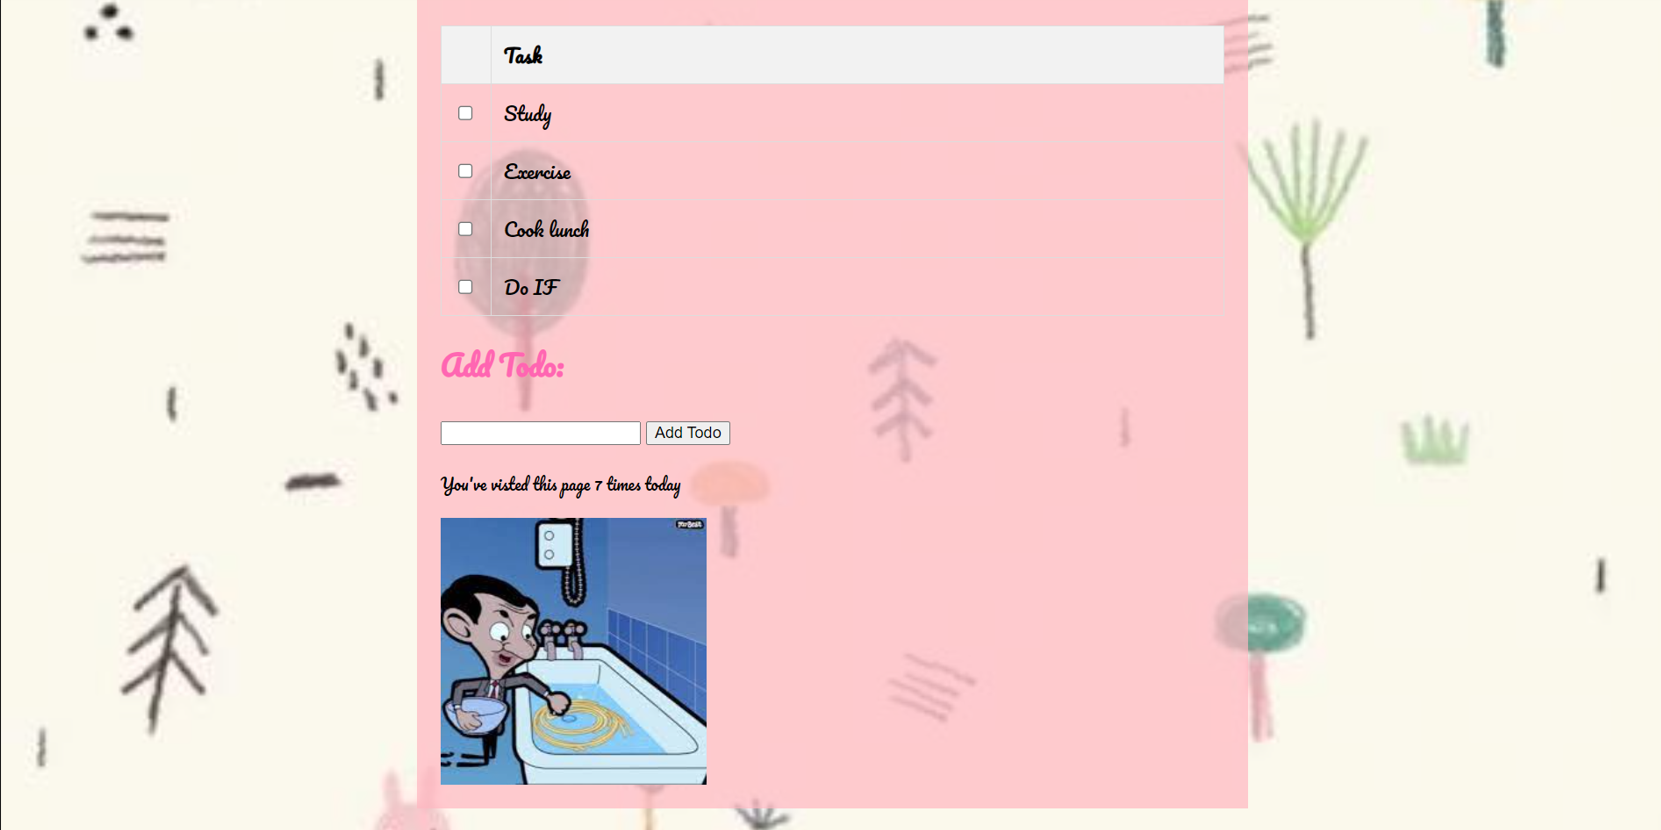 Task
Study
Exercise
Cook lunch
Do IF
Add Todo:
Add Todo
You've visted this page 7 times today
MrBean